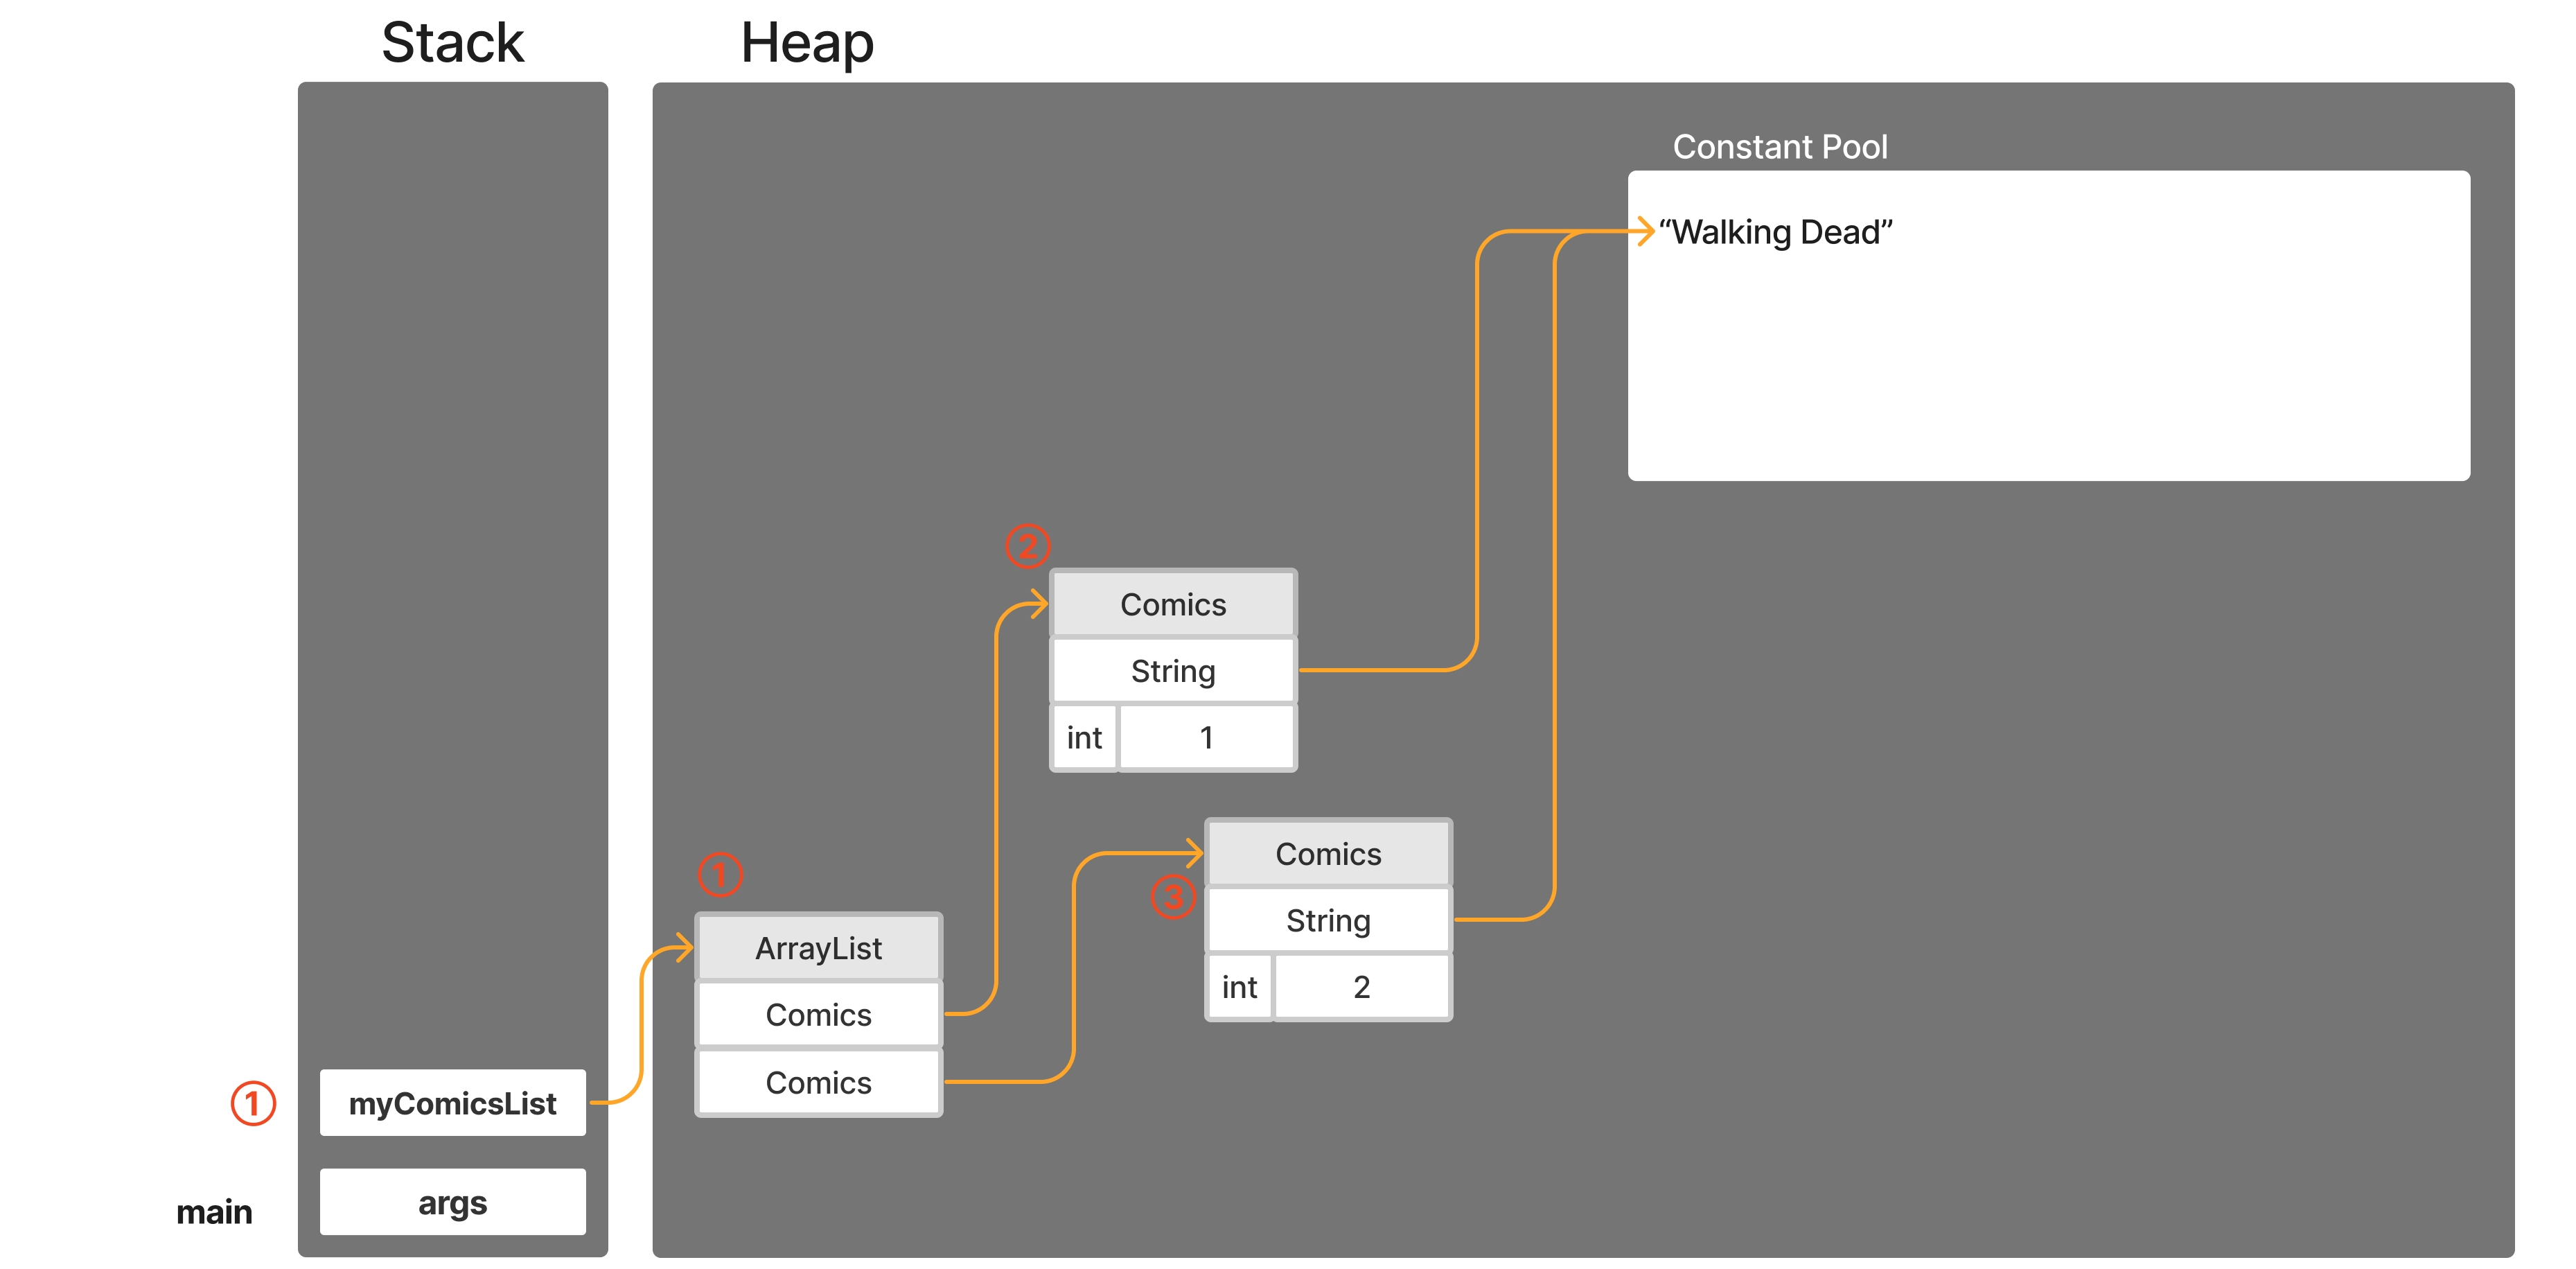 Stack
Heap
Constant Pool
“Walking Dead”
②
Comics
String
int 1
①
ArrayList
Comics
Comics
③
Comics
String
int 2
①
myComicsList
main
args